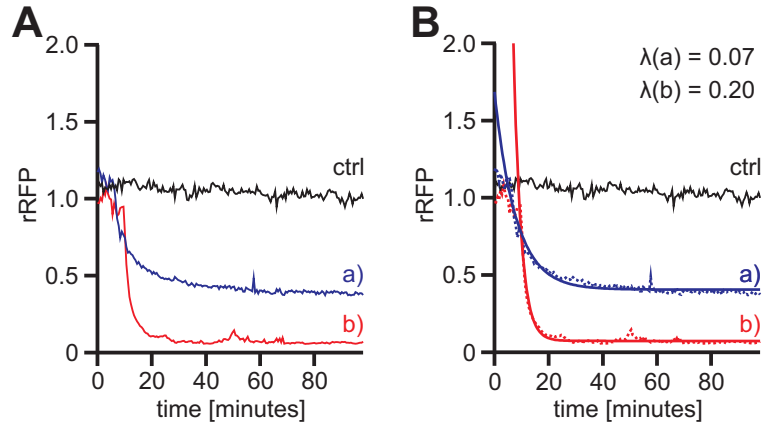 A
rRFP
2.0
1.5
1.0
0.5
0
ctrl
a)
b)
0 20 40 60 80
time [minutes]
B
rRFP
2.0
1.5
1.0
0.5
0
λ(a) = 0.07
λ(b) = 0.20
ctrl
a)
b)
0 20 40 60 80
time [minutes]